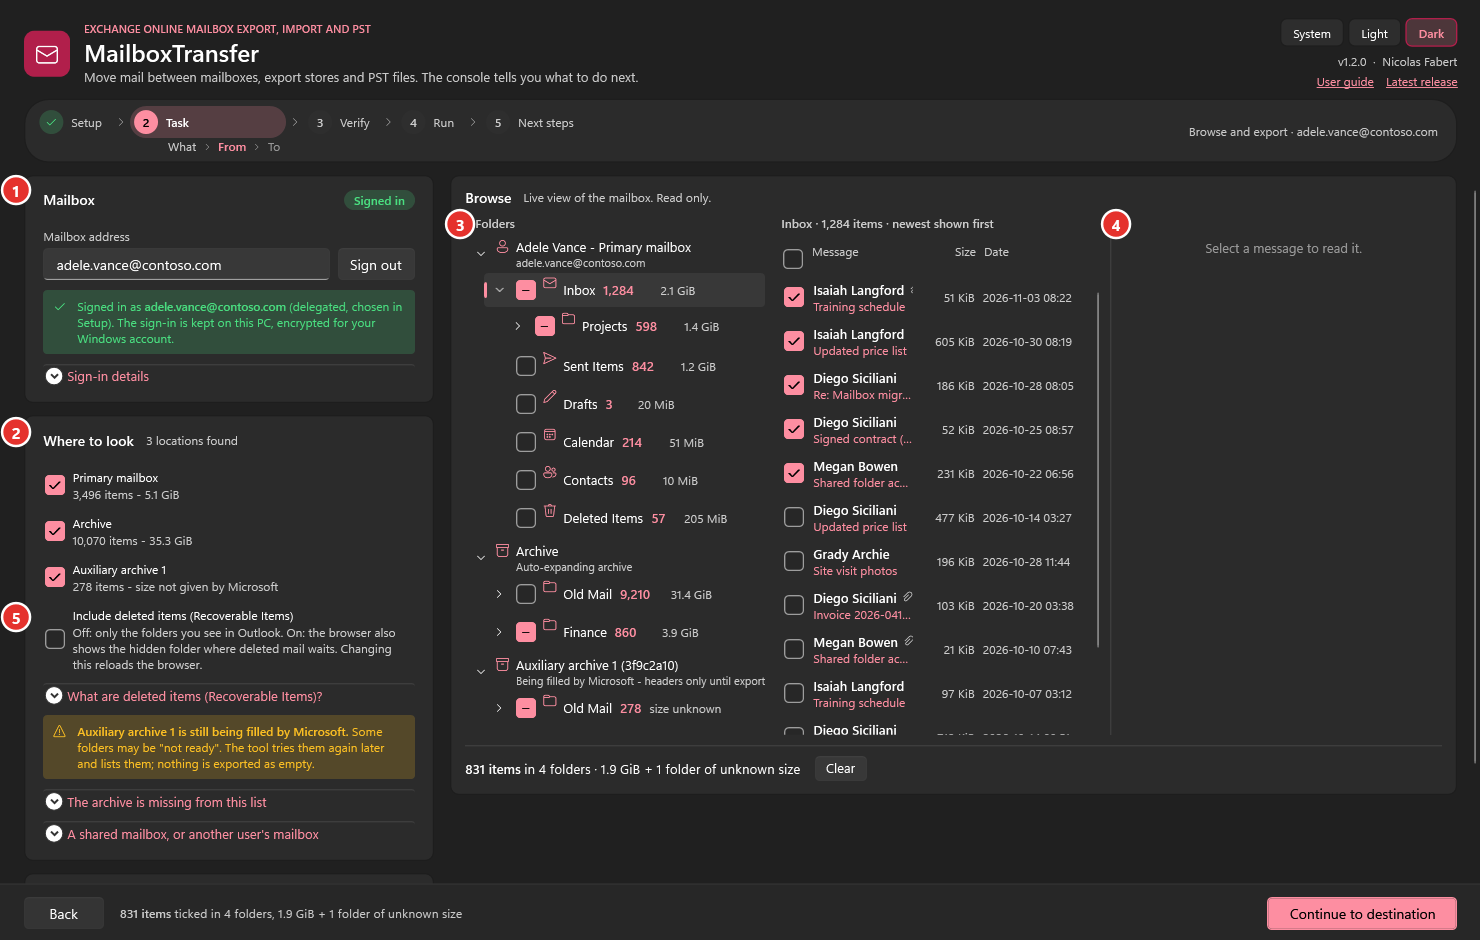 EXCHANGE ONLINE MAILBOX EXPORT, IMPORT AND PST
MailboxTransfer
Move mail between mailboxes, export stores and PST files. The console tells you what to do next.
System
Light
Dark
v1.2.0 · Nicolas Fabert
User guide
Latest release
Setup
2 Task
3 Verify
4 Run
5 Next steps
What
From
To
Browse and export · adele.vance@contoso.com
1
Mailbox
Signed in
Mailbox address
adele.vance@contoso.com
Sign out
Signed in as adele.vance@contoso.com (delegated, chosen in
Setup). The sign-in is kept on this PC, encrypted for your
Windows account.
Sign-in details
2
Where to look
3 locations found
Primary mailbox
3,496 items - 5.1 GiB
Archive
10,070 items - 35.3 GiB
Auxiliary archive 1
278 items - size not given by Microsoft
5
Include deleted items (Recoverable Items)
Off: only the folders you see in Outlook. On: the browser also
shows the hidden folder where deleted mail waits. Changing
this reloads the browser.
What are deleted items (Recoverable Items)?
Auxiliary archive 1 is still being filled by Microsoft. Some
folders may be "not ready". The tool tries them again later
and lists them; nothing is exported as empty.
The archive is missing from this list
A shared mailbox, or another user's mailbox
Browse
Live view of the mailbox. Read only.
3
Folders
Adele Vance - Primary mailbox
adele.vance@contoso.com
Inbox 1,284 2.1 GiB
Projects 598 1.4 GiB
Sent Items 842 1.2 GiB
Drafts 3 20 MiB
Calendar 214 51 MiB
Contacts 96 10 MiB
Deleted Items 57 205 MiB
Archive
Auto-expanding archive
Old Mail 9,210 31.4 GiB
Finance 860 3.9 GiB
Auxiliary archive 1 (3f9c2a10)
Being filled by Microsoft - headers only until export
Old Mail 278 size unknown
Inbox · 1,284 items · newest shown first
Message Size Date
Isaiah Langford
Training schedule
51 KiB 2026-11-03 08:22
Isaiah Langford
Updated price list
605 KiB 2026-10-30 08:19
Diego Siciliani
Re: Mailbox migr...
186 KiB 2026-10-28 08:05
Diego Siciliani
Signed contract (...
52 KiB 2026-10-25 08:57
Megan Bowen
Shared folder ac...
231 KiB 2026-10-22 06:56
Diego Siciliani
Updated price list
477 KiB 2026-10-14 03:27
Grady Archie
Site visit photos
196 KiB 2026-10-28 11:44
Diego Siciliani
Invoice 2026-041...
103 KiB 2026-10-20 03:38
Megan Bowen
Shared folder ac...
21 KiB 2026-10-10 07:43
Isaiah Langford
Training schedule
97 KiB 2026-10-07 03:12
Diego Siciliani
4
Select a message to read it.
831 items in 4 folders · 1.9 GiB + 1 folder of unknown size
Clear
Back
831 items ticked in 4 folders, 1.9 GiB + 1 folder of unknown size
Continue to destination